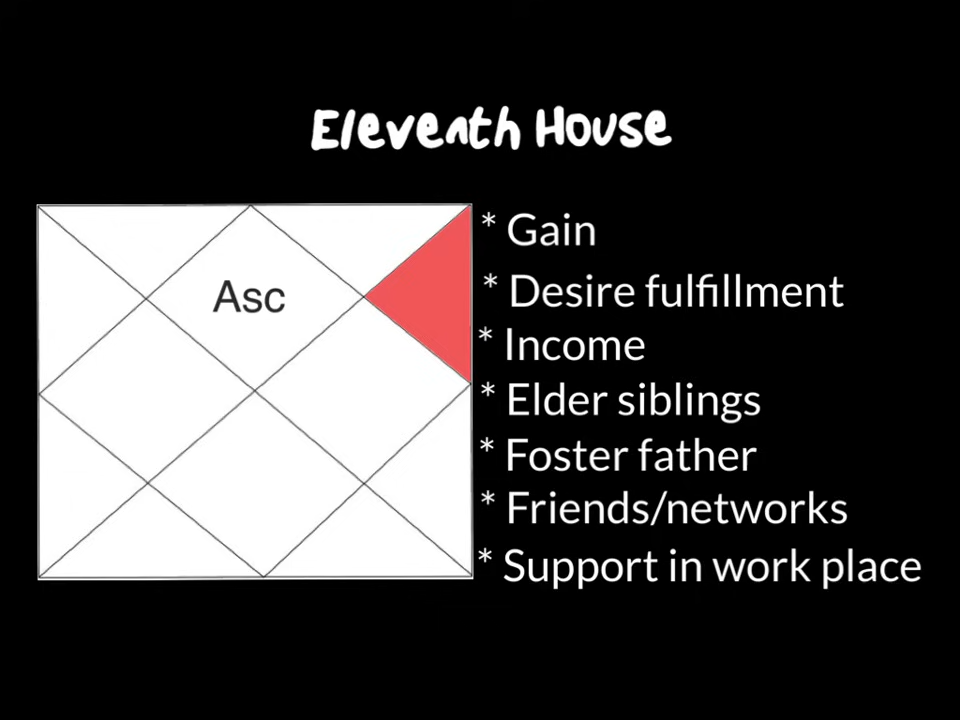 Eleventh House
Asc
* Gain
* Desire fulfillment
* Income
* Elder siblings
* Foster father
* Friends/networks
* Support in work place